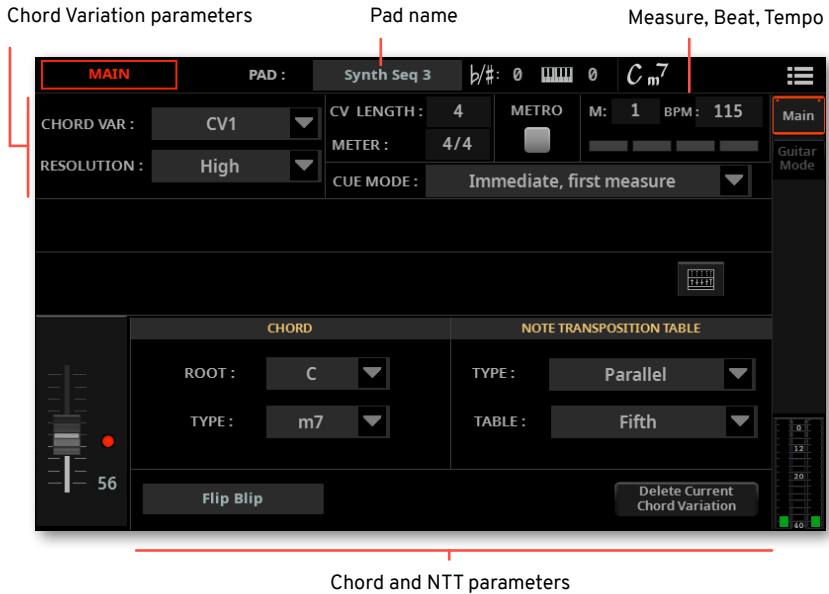 Chord Variation parameters
Pad name
Measure, Beat, Tempo
MAIN
PAD :
Synth Seq 3
b/#: 0
0
C m7
CHORD VAR :
CV1
CV LENGTH :
4
METRO
M: 1 BPM: 115
Main
METER :
4/4
Guitar
Mode
RESOLUTION :
High
CUE MODE :
Immediate, first measure
CHORD
NOTE TRANSPOSITION TABLE
ROOT :
C
TYPE :
Parallel
TYPE :
m7
TABLE :
Fifth
0
12
20
40
56
Flip Blip
Delete Current
Chord Variation
Chord and NTT parameters